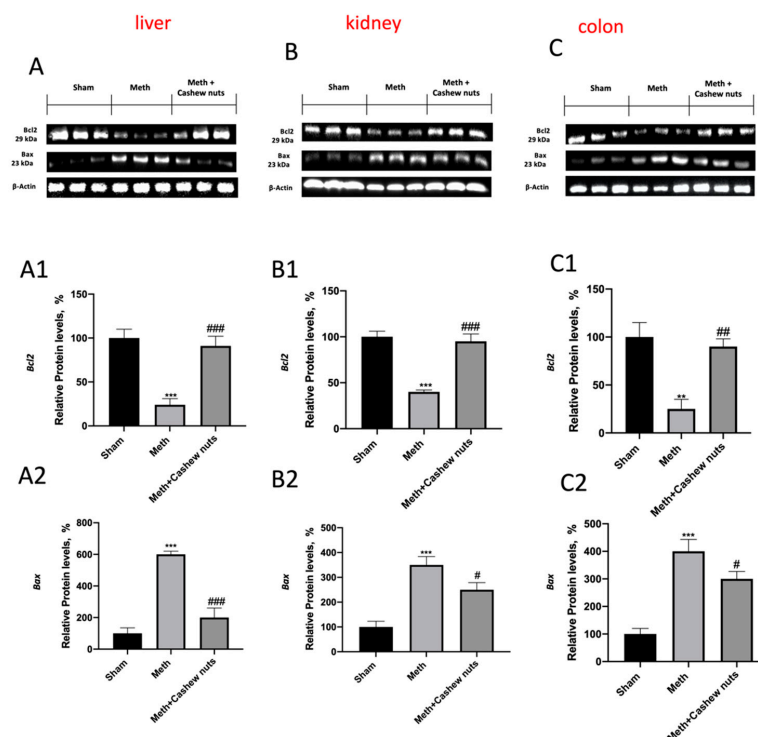 liver
kidney
colon
A
Sham
Meth
Meth +
Cashew nuts
Bcl2
29 kDa
Bax
23 kDa
β-Actin
B
Sham
Meth
Meth +
Cashew nuts
Bcl2
29 kDa
Bax
23 kDa
β-Actin
C
Sham
Meth
Meth +
Cashew nuts
Bcl2
29 kDa
Bax
23 kDa
β-Actin
A1
Bcl2
Relative Protein levels, %
150
100
50
0
***
###
Sham
Meth
Meth+Cashew nuts
B1
Bcl2
Relative Protein levels, %
150
100
50
0
***
###
Sham
Meth
Meth+Cashew nuts
C1
Bcl2
Relative Protein levels, %
150
100
50
0
**
##
Sham
Meth
Meth+Cashew nuts
A2
Bax
Relative Protein levels, %
800
600
400
200
0
***
###
Sham
Meth
Meth+Cashew nuts
B2
Bax
Relative Protein levels, %
500
400
300
200
100
0
***
#
Sham
Meth
Meth+Cashew nuts
C2
Bax
Relative Protein levels, %
500
400
300
200
100
0
***
#
Sham
Meth
Meth+Cashew nuts